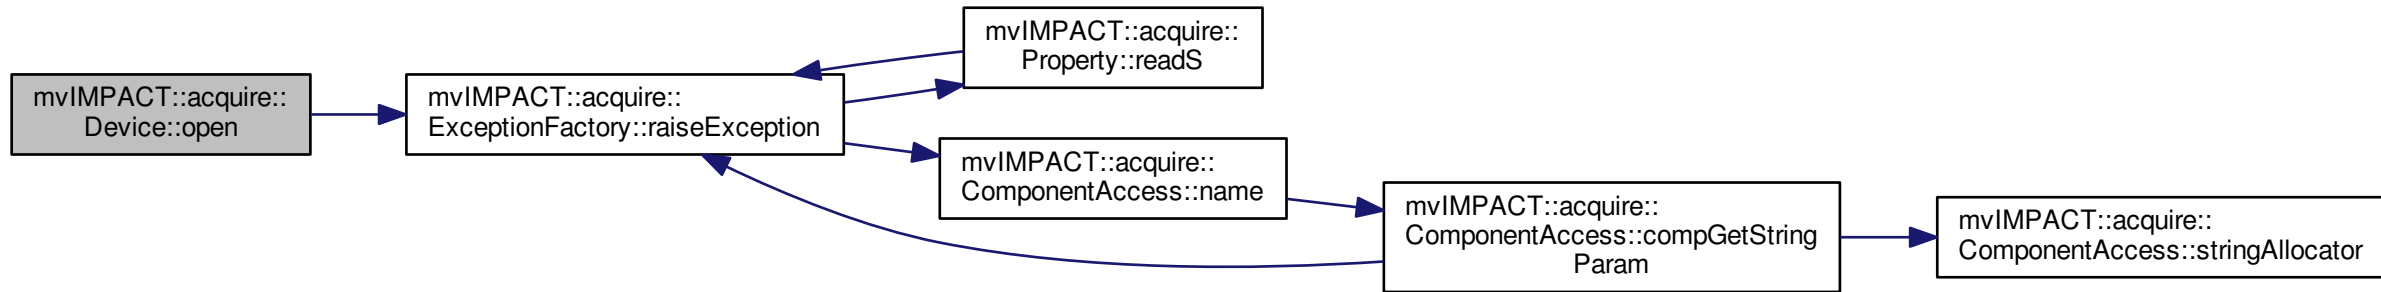 mvIMPACT::acquire::
Device::open
mvIMPACT::acquire::
ExceptionFactory::raiseException
mvIMPACT::acquire::
Property::readS
mvIMPACT::acquire::
ComponentAccess::name
mvIMPACT::acquire::
ComponentAccess::compGetString
Param
mvIMPACT::acquire::
ComponentAccess::stringAllocator